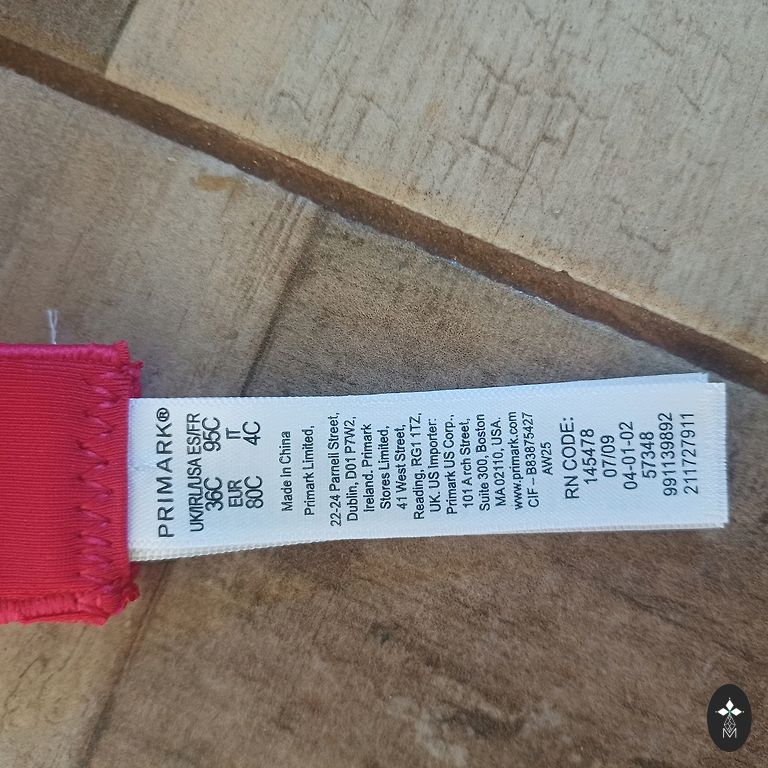 PRIMARK®
UK/IRL/USA ES/FR
36C 95C
EUR IT
80C 4C
Made in China
Primark Limited,
22-24 Parnell Street,
Dublin, D01 P7W2,
Ireland. Primark
Stores Limited,
41 West Street,
Reading, RG1 1TZ,
UK. US Importer:
Primark US Corp.,
101 Arch Street,
Suite 300, Boston
MA 02110, USA.
www.primark.com
CIF – B83875427
AW25
RN CODE:
145478
07/09
04-01-02
57348
991139892
211727911
M